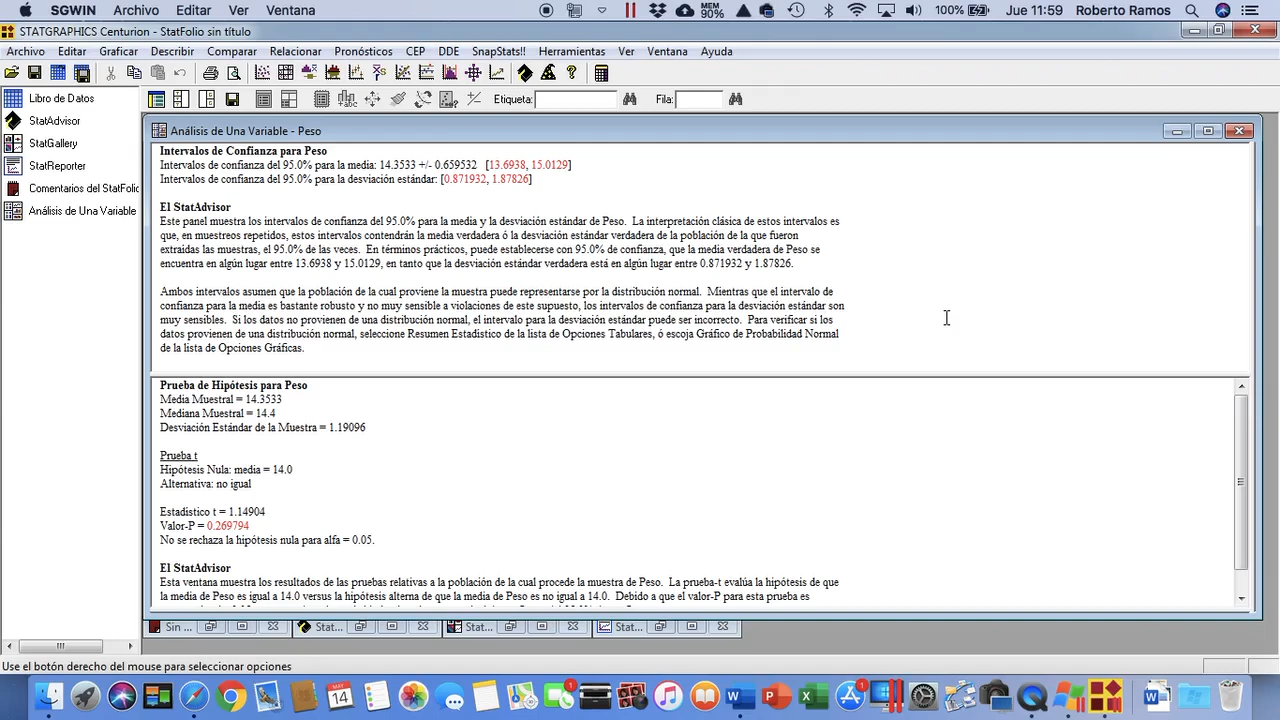 SGWIN Archivo Editar Ver Ventana MEM 90% 100% Jue 11:59 Roberto Ramos
STATGRAPHICS Centurion - StatFolio sin título
Archivo Editar Graficar Describir Comparar Relacionar Pronósticos CEP DDE SnapStats!! Herramientas Ver Ventana Ayuda
Etiqueta: Fila:
Libro de Datos
StatAdvisor
StatGallery
StatReporter
Comentarios del StatFolio
Análisis de Una Variable
Análisis de Una Variable - Peso
Intervalos de Confianza para Peso
Intervalos de confianza del 95.0% para la media: 14.3533 +/- 0.659532 [13.6938, 15.0129]
Intervalos de confianza del 95.0% para la desviación estándar: [0.871932, 1.87826]
El StatAdvisor
Este panel muestra los intervalos de confianza del 95.0% para la media y la desviación estándar de Peso. La interpretación clásica de estos intervalos es
que, en muestreos repetidos, estos intervalos contendrán la media verdadera ó la desviación estándar verdadera de la población de la que fueron
extraídas las muestras, el 95.0% de las veces. En términos prácticos, puede establecerse con 95.0% de confianza, que la media verdadera de Peso se
encuentra en algún lugar entre 13.6938 y 15.0129, en tanto que la desviación estándar verdadera está en algún lugar entre 0.871932 y 1.87826.
Ambos intervalos asumen que la población de la cual proviene la muestra puede representarse por la distribución normal. Mientras que el intervalo de
confianza para la media es bastante robusto y no muy sensible a violaciones de este supuesto, los intervalos de confianza para la desviación estándar son
muy sensibles. Si los datos no provienen de una distribución normal, el intervalo para la desviación estándar puede ser incorrecto. Para verificar si los
datos provienen de una distribución normal, seleccione Resumen Estadístico de la lista de Opciones Tabulares, ó escoja Gráfico de Probabilidad Normal
de la lista de Opciones Gráficas.
Prueba de Hipótesis para Peso
Media Muestral = 14.3533
Mediana Muestral = 14.4
Desviación Estándar de la Muestra = 1.19096
Prueba t
Hipótesis Nula: media = 14.0
Alternativa: no igual
Estadístico t = 1.14904
Valor-P = 0.269794
No se rechaza la hipótesis nula para alfa = 0.05.
El StatAdvisor
Esta ventana muestra los resultados de las pruebas relativas a la población de la cual procede la muestra de Peso. La prueba-t evalúa la hipótesis de que
la media de Peso es igual a 14.0 versus la hipótesis alterna de que la media de Peso es no igual a 14.0. Debido a que el valor-P para esta prueba es
Sin ... Stat... Stat... Stat...
Use el botón derecho del mouse para seleccionar opciones